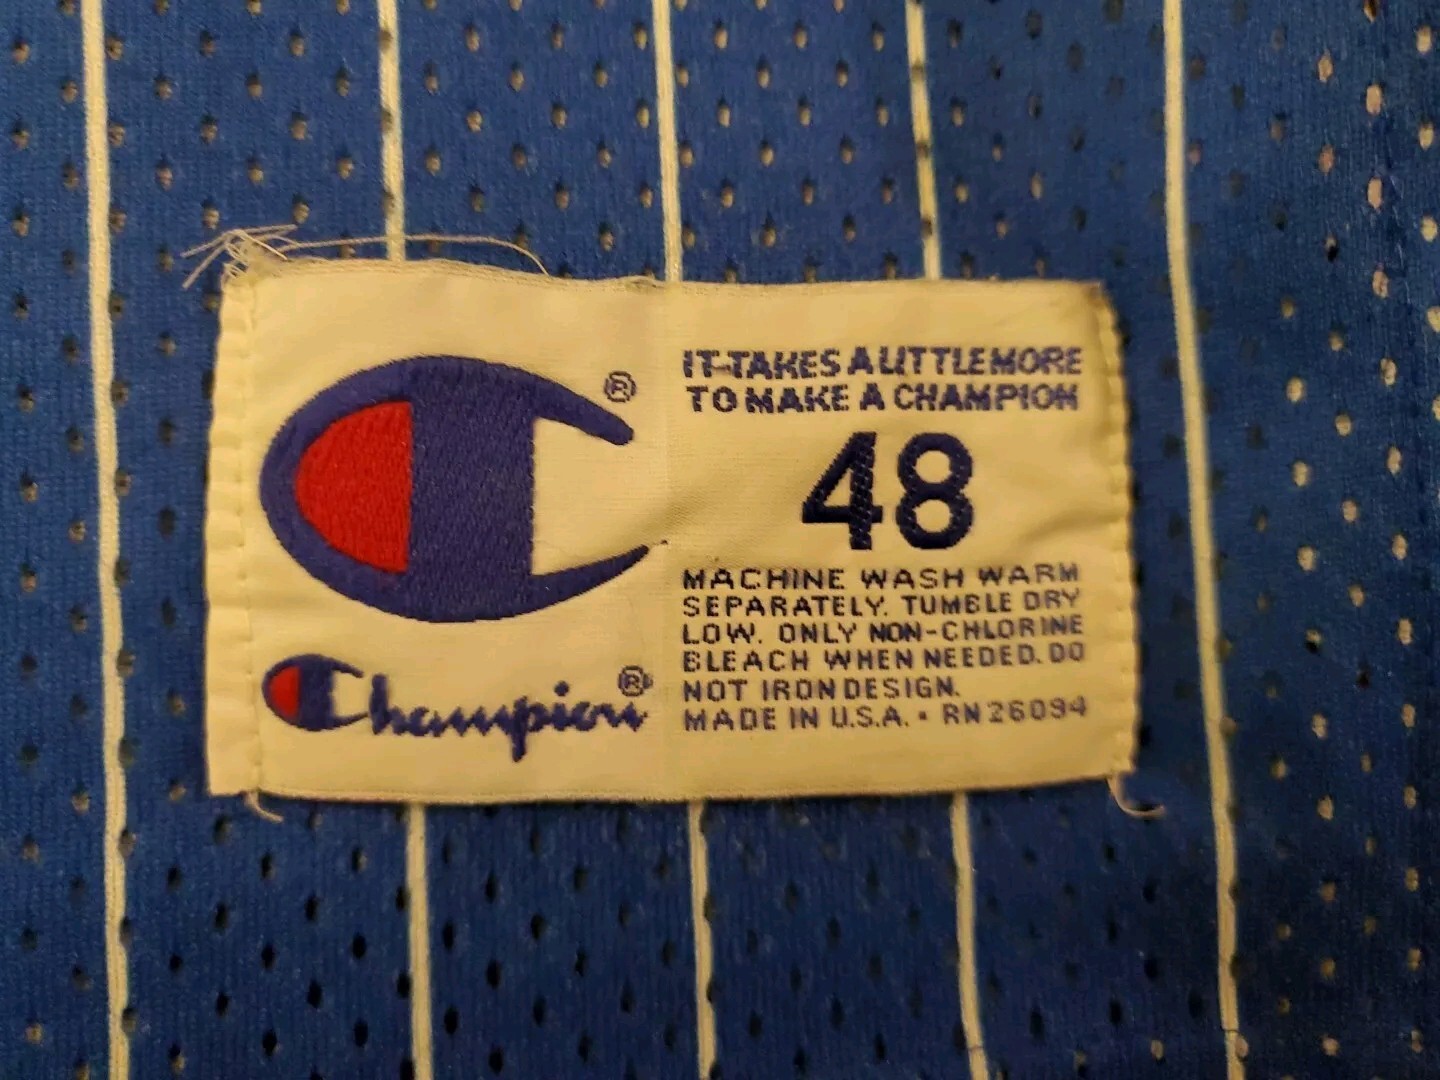 IT TAKES A LITTLE MORE
TO MAKE A CHAMPION
48
MACHINE WASH WARM
SEPARATELY. TUMBLE DRY
LOW. ONLY NON-CHLORINE
BLEACH WHEN NEEDED. DO
NOT IRON DESIGN.
MADE IN U.S.A. • RN 26094
®
Champion®